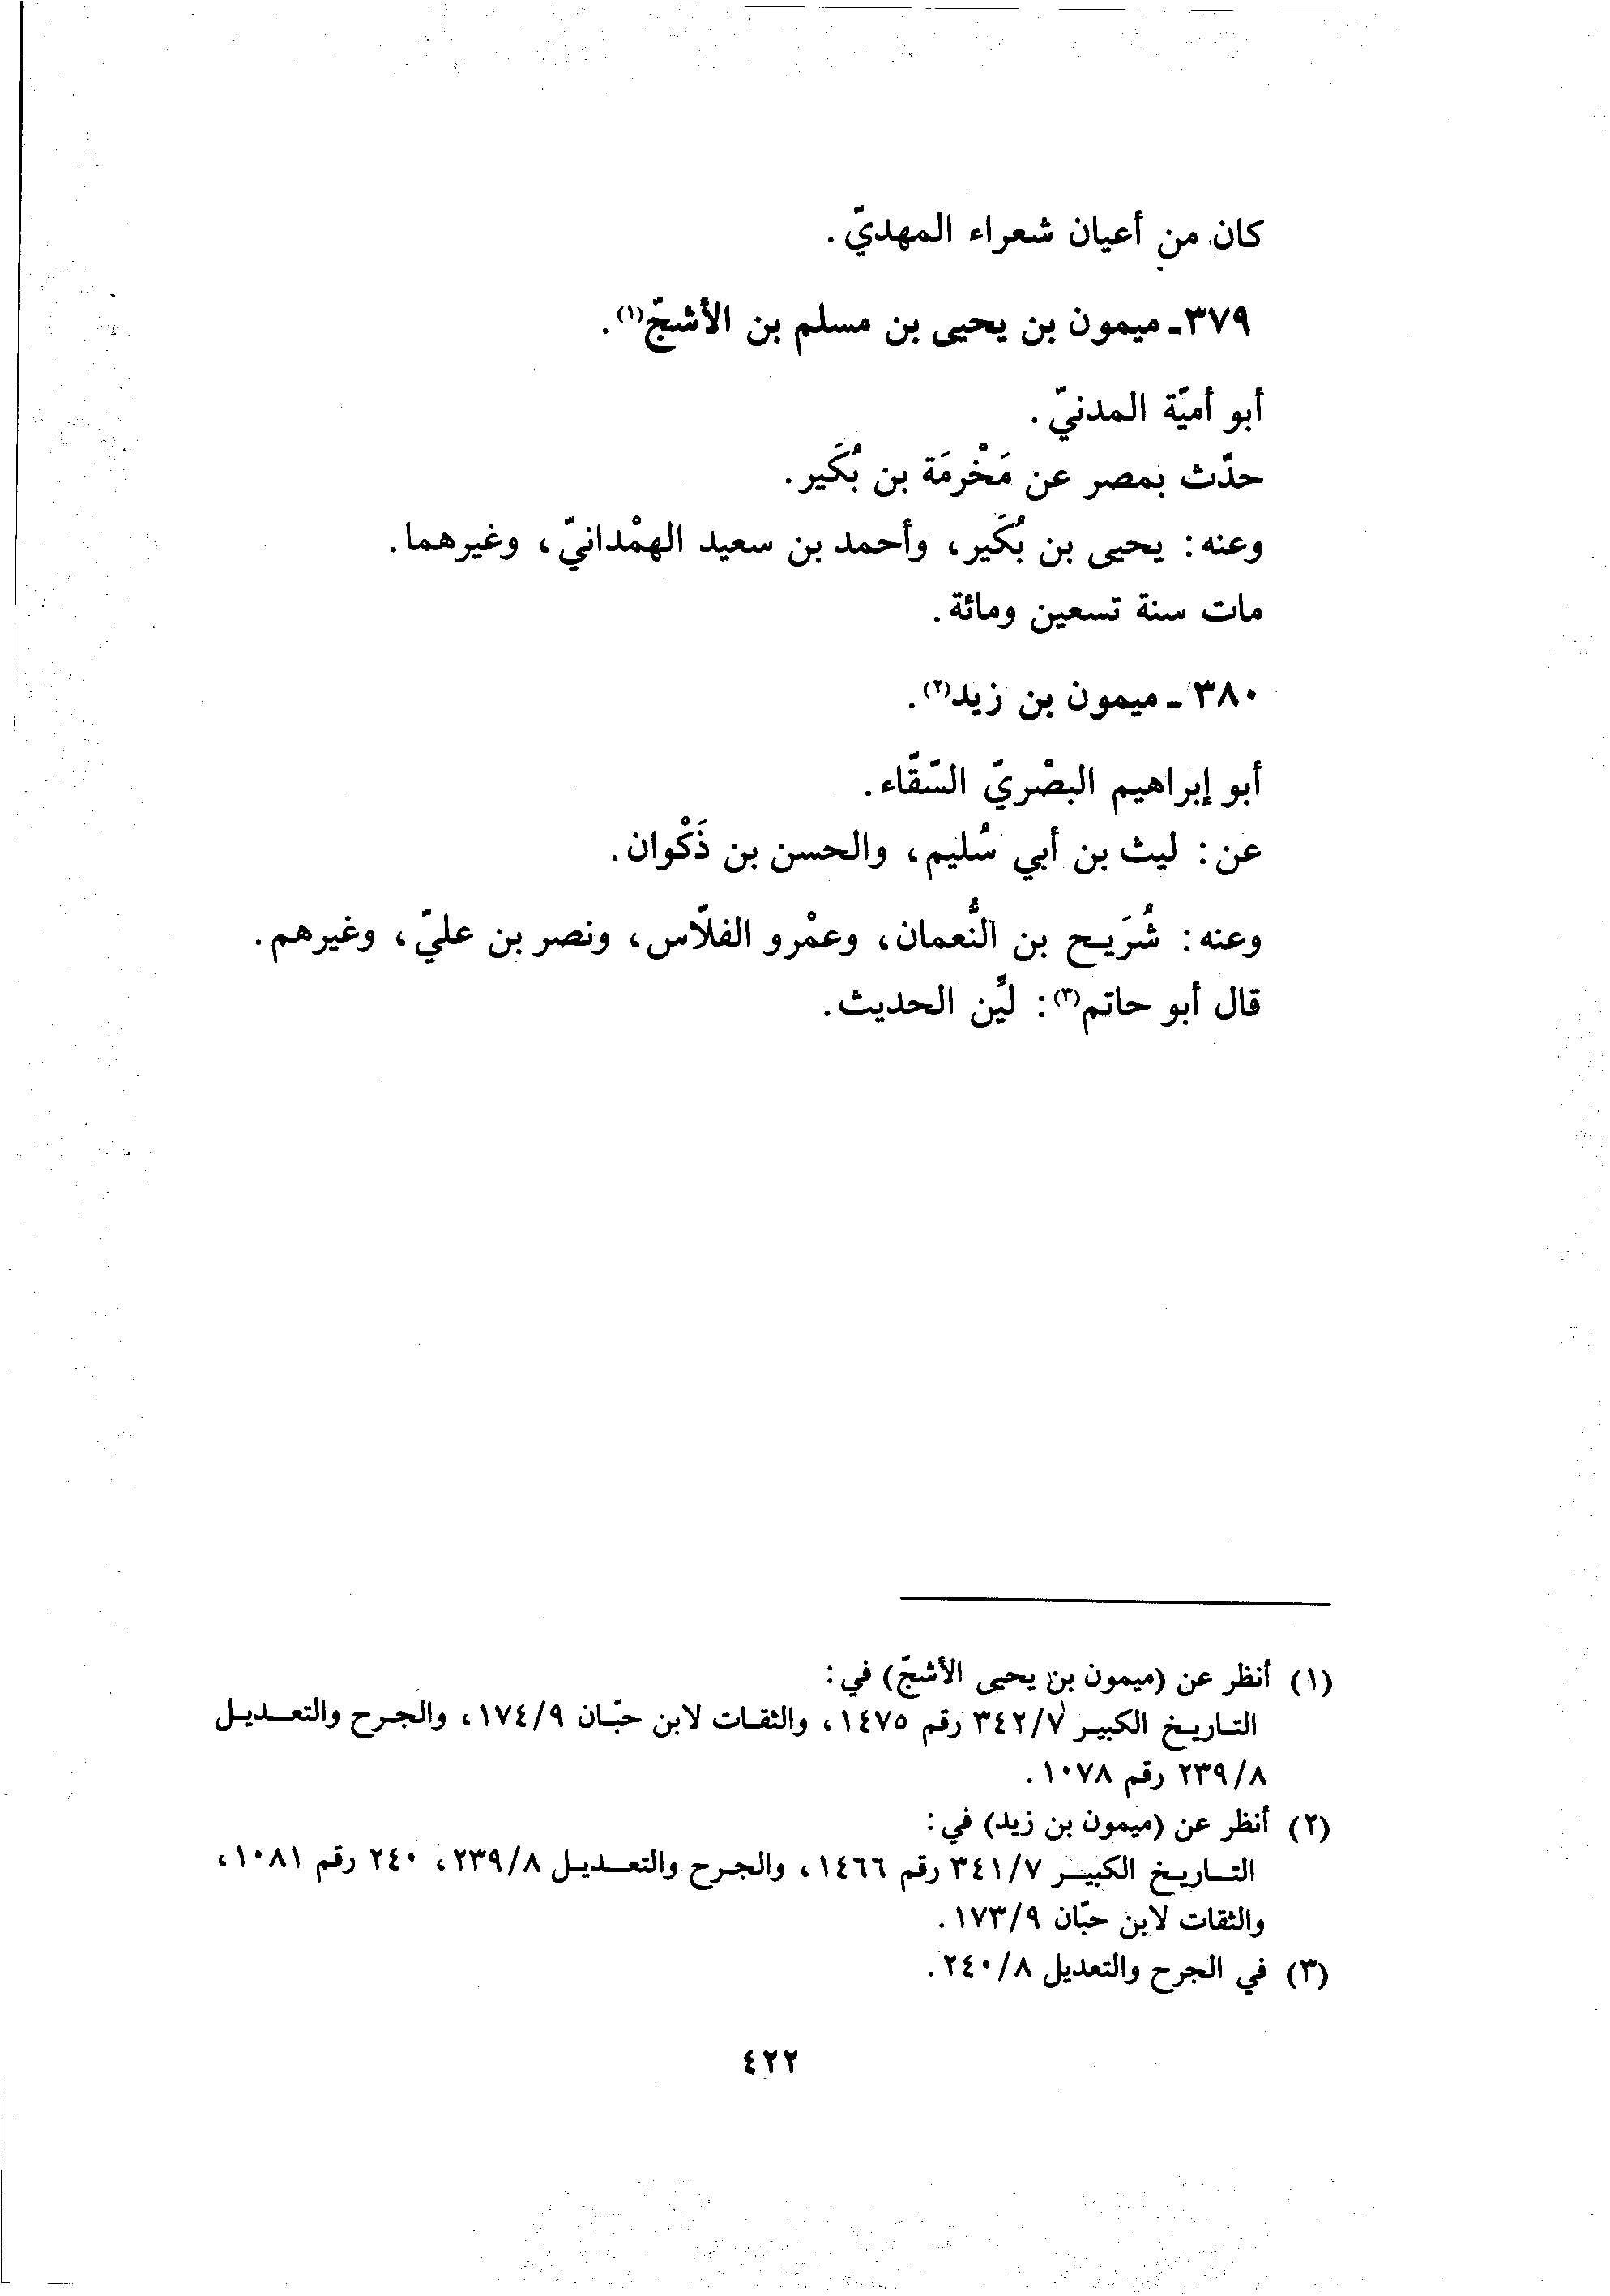 كان من أعيان شعراء المهديّ.
٣٧٩ـ ميمون بن يحيى بن مسلم بن الأشجّ(١).
أبو أميّة المدنيّ.
حدّث بمصر عن مَخْرمَة بن بُكَير.
وعنه: يحيى بن بُكَير، وأحمد بن سعيد الهمْدانيّ، وغيرهما.
مات سنة تسعين ومائة.
٣٨٠ ـ ميمون بن زيد(٢).
أبو إبراهيم البصْريّ السّقّاء.
عن: ليث بن أبي سُليم، والحسن بن ذَكْوان.
وعنه: شُرَيح بن النُّعمان، وعمْرو الفلّاس، ونصر بن عليّ، وغيرهم.
قال أبو حاتم(٣): ليُّن الحديث.
(١) أنظر عن (ميمون بن يحيى الأشجّ) في:
التاريخ الكبير ٣٤٢/٧ رقم ١٤٧٥، والثقات لابن حبّان ١٧٤/٩، والجرح والتعديل
٢٣٩/٨ رقم ١٠٧٨.
(٢) أنظر عن (ميمون بن زيد) في:
التاريخ الكبير ٣٤١/٧ رقم ١٤٦٦، والجرح والتعديل ٢٣٩/٨، ٢٤٠ رقم ١٠٨١،
والثقات لابن حبّان ١٧٣/٩.
(٣) في الجرح والتعديل ٢٤٠/٨.
٤٢٢